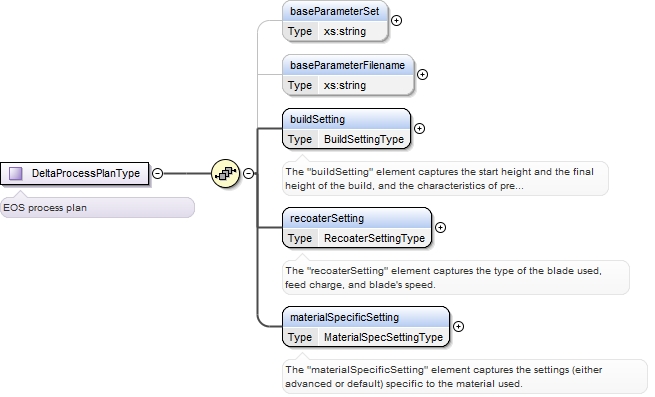 baseParameterSet
Type xs:string
baseParameterFilename
Type xs:string
buildSetting
Type BuildSettingType
The "buildSetting" element captures the start height and the final
height of the build, and the characteristics of pre...
DeltaProcessPlanType
EOS process plan
recoaterSetting
Type RecoaterSettingType
The "recoaterSetting" element captures the type of the blade used,
feed charge, and blade's speed.
materialSpecificSetting
Type MaterialSpecSettingType
The "materialSpecificSetting" element captures the settings (either
advanced or default) specific to the material used.